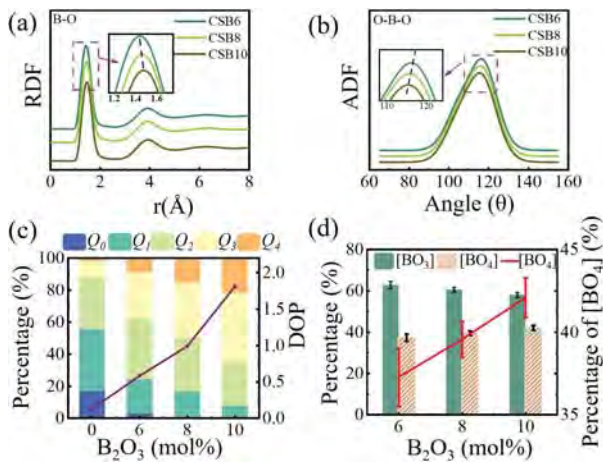 (a)
B-O
CSB6
CSB8
CSB10
1.2 1.4 1.6
RDF
0 2 4 6 8
r(Å)
(b)
O-B-O
CSB6
CSB8
CSB10
110 120
ADF
60 80 100 120 140 160
Angle (θ)
(c)
Q0 Q1 Q2 Q3 Q4
Percentage (%)
100
80
60
40
20
0
2.0
1.5
1.0
0.5
0.0
DOP
0 6 8 10
B₂O₃ (mol%)
(d)
[BO₃] [BO₄] [BO₄]
Percentage (%)
80
60
40
20
0
45
40
35
Percentage of [BO₄] (%)
6 8 10
B₂O₃ (mol%)